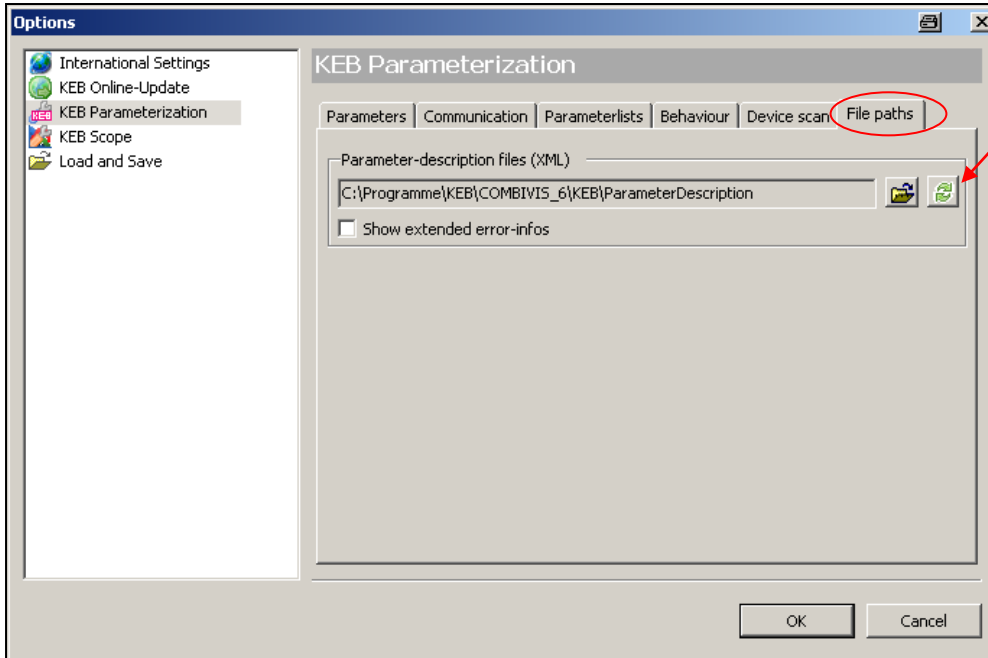 Options
International Settings
KEB Online-Update
KEB
KEB Parameterization
KEB Scope
Load and Save
KEB Parameterization
Parameters
Communication
Parameterlists
Behaviour
Device scan
File paths
Parameter-description files (XML)
C:\Programme\KEB\COMBIVIS_6\KEB\ParameterDescription
Show extended error-infos
OK
Cancel